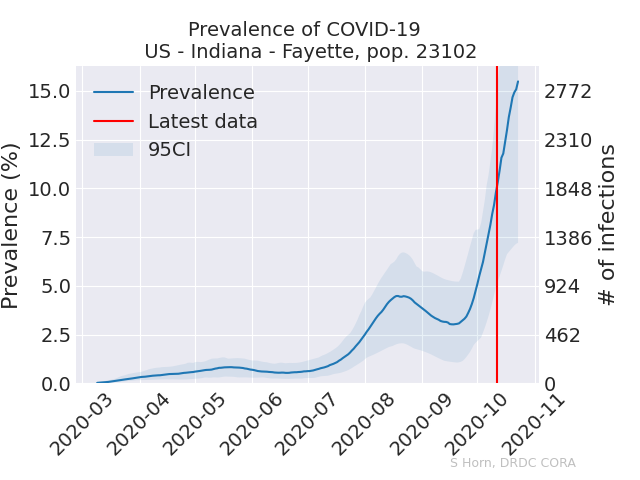 Prevalence of COVID-19
US - Indiana - Fayette, pop. 23102
Prevalence
Latest data
95CI
Prevalence (%)
15.0
12.5
10.0
7.5
5.0
2.5
0.0
2772
2310
1848
1386
924
462
0
# of infections
2020-03
2020-04
2020-05
2020-06
2020-07
2020-08
2020-09
2020-10
2020-11
S Horn, DRDC CORA